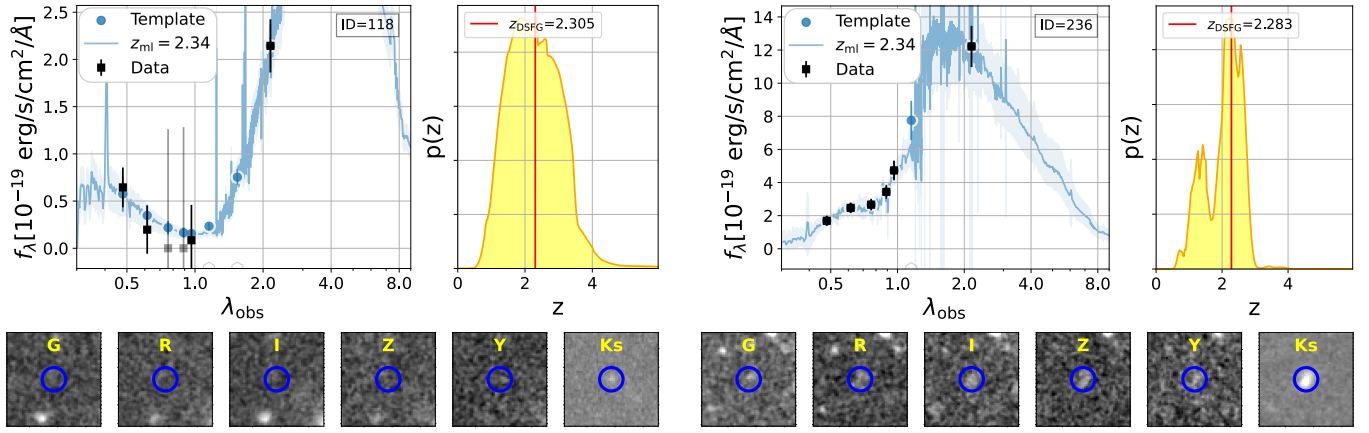 Template
z_ml = 2.34
Data
ID=118
f_λ[10^−19 erg/s/cm^2/Å]
2.5
2.0
1.5
1.0
0.5
0.0
0.5
1.0
2.0
4.0
8.0
λ_obs
z_DSFG=2.305
p(z)
0
2
4
z
Template
z_ml = 2.34
Data
ID=236
f_λ[10^−19 erg/s/cm^2/Å]
14
12
10
8
6
4
2
0
0.5
1.0
2.0
4.0
8.0
λ_obs
z_DSFG=2.283
p(z)
0
2
4
z
G R I Z Y Ks
G R I Z Y Ks